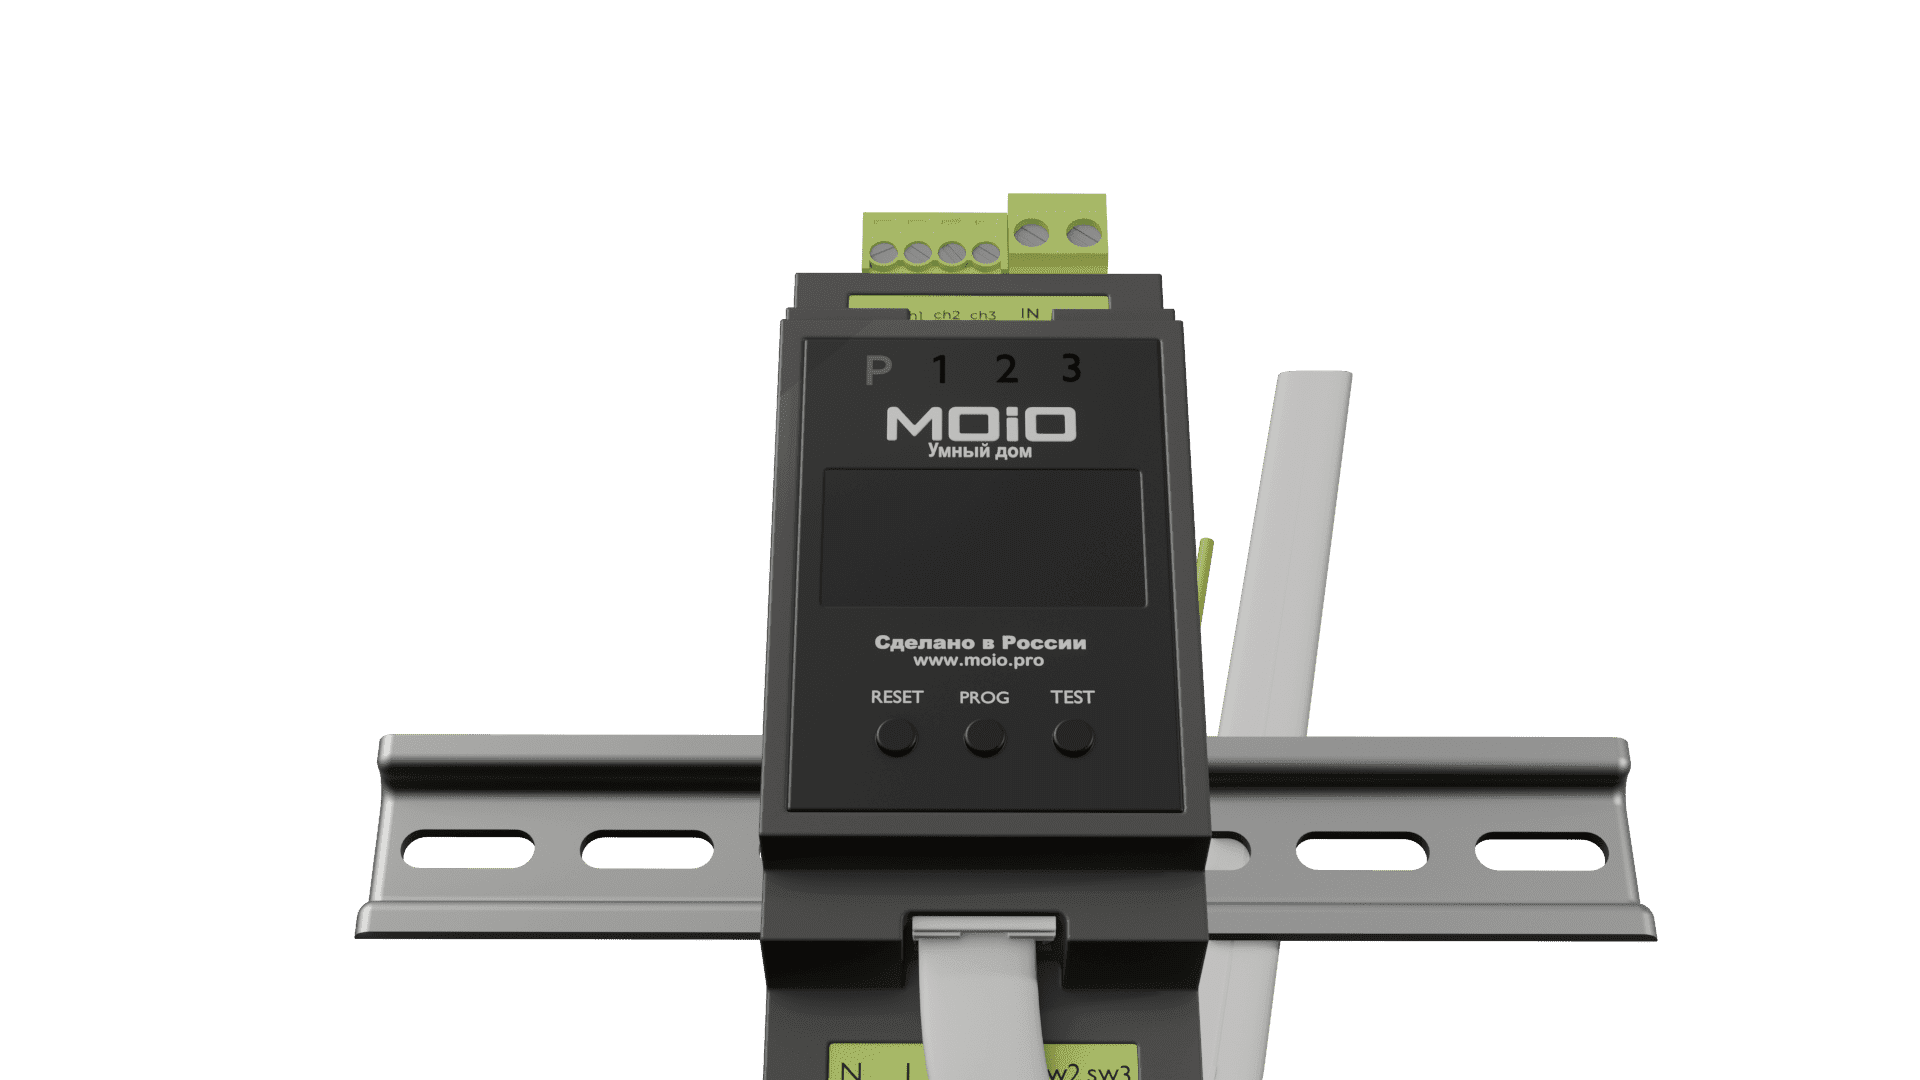 ch2 ch3 IN
P 1 2 3
MOiO
Умный дом
Сделано в России
www.moio.pro
RESET PROG TEST
N sw3